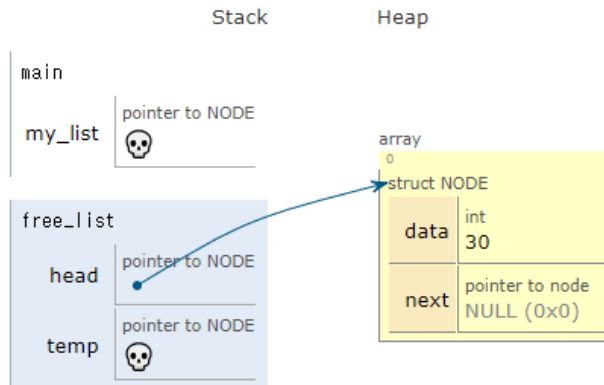 Stack Heap
main
my_list pointer to NODE
array
0
struct NODE
data int
30
next pointer to node
NULL (0x0)
free_list
head pointer to NODE
temp pointer to NODE